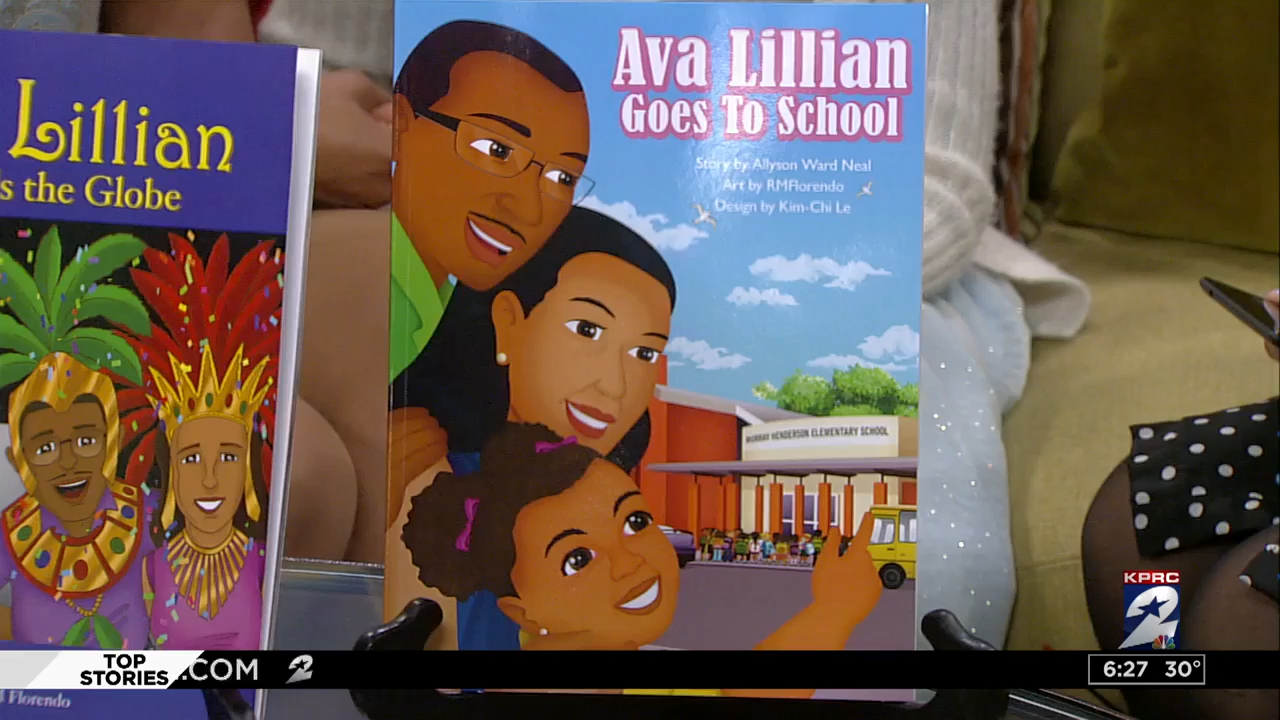 Lillian
s the Globe
Ava Lillian
Goes To School
Story by Allyson Ward Neal
Art by RMFlorendo
Design by Kim-Chi Le
MURRAY HENDERSON ELEMENTARY SCHOOL
KPRC
2
TOP
STORIES
.COM
2
6:27 30°
Florendo